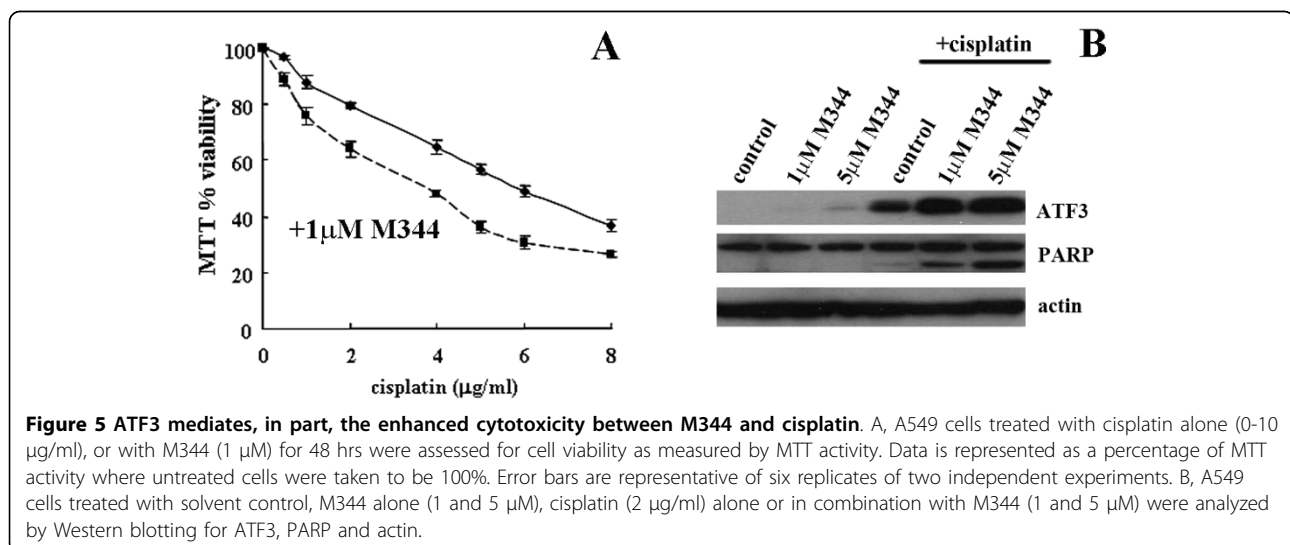 A
100
80
60
40
20
0
MTT % viability
+1µM M344
0 2 4 6 8
cisplatin (µg/ml)
B
+cisplatin
control 1µM M344 5µM M344 control 1µM M344 5µM M344
ATF3
PARP
actin
Figure 5 ATF3 mediates, in part, the enhanced cytotoxicity between M344 and cisplatin. A, A549 cells treated with cisplatin alone (0-10
µg/ml), or with M344 (1 µM) for 48 hrs were assessed for cell viability as measured by MTT activity. Data is represented as a percentage of MTT
activity where untreated cells were taken to be 100%. Error bars are representative of six replicates of two independent experiments. B, A549
cells treated with solvent control, M344 alone (1 and 5 µM), cisplatin (2 µg/ml) alone or in combination with M344 (1 and 5 µM) were analyzed
by Western blotting for ATF3, PARP and actin.